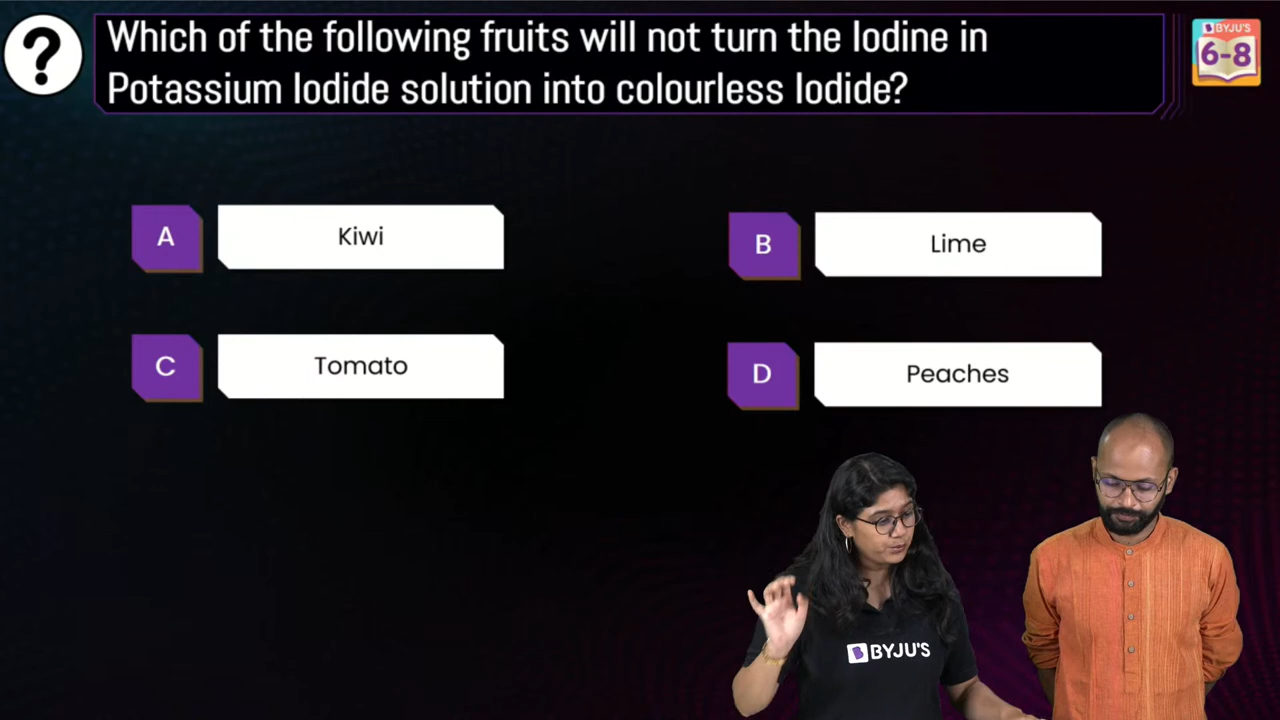 ?
Which of the following fruits will not turn the Iodine in
Potassium Iodide solution into colourless Iodide?
BYJU'S
6-8
A
Kiwi
B
Lime
C
Tomato
D
Peaches
BYJU'S